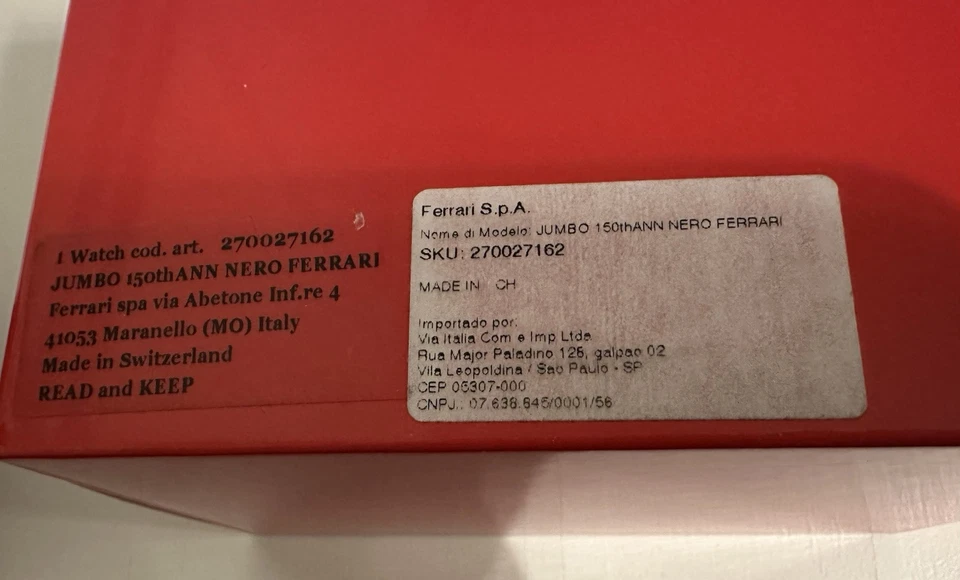 1 Watch cod. art. 270027162
JUMBO 150thANN NERO FERRARI
Ferrari spa via Abetone Inf.re 4
41053 Maranello (MO) Italy
Made in Switzerland
READ and KEEP
Ferrari S.p.A.
Nome di Modelo: JUMBO 150thANN NERO FERRARI
SKU: 270027162
MADE IN CH
Importado por:
Via Italia Com e Imp Ltda
Rua Major Paladino 128, galpao 02
Vila Leopoldina / Sao Paulo - SP
CEP 05307-000
CNPJ.: 07.638.645/0001/56